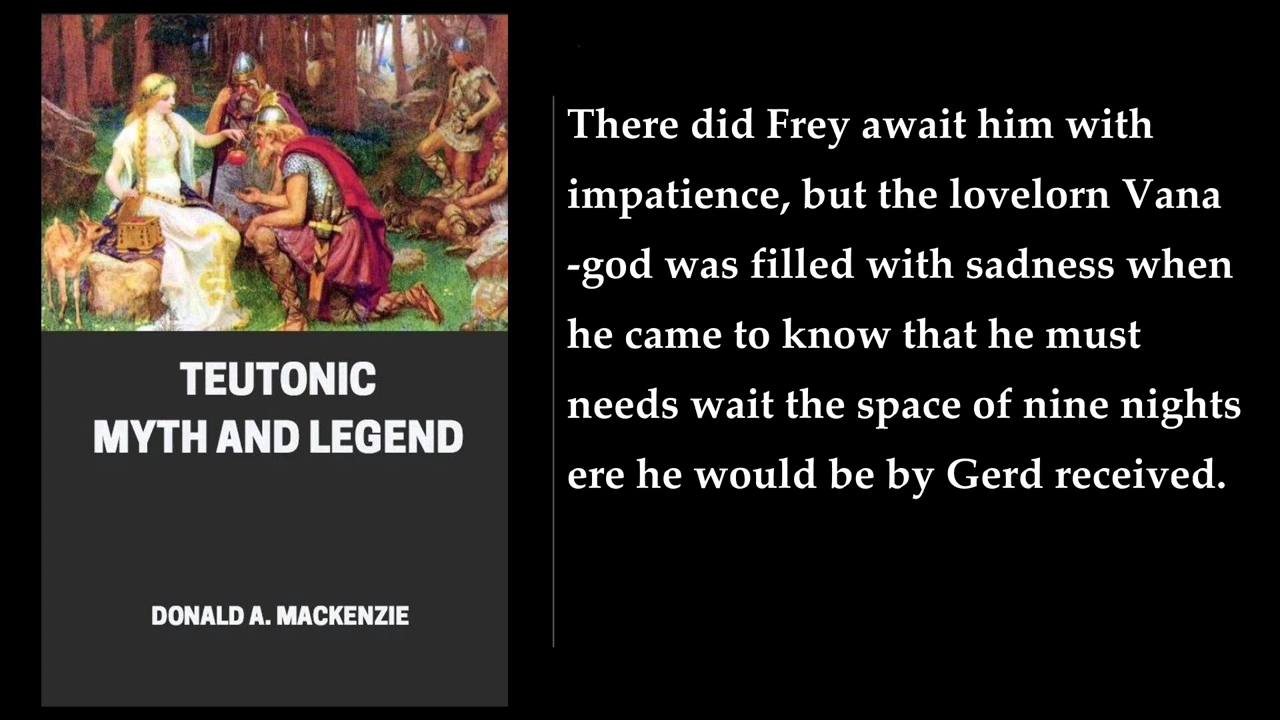 TEUTONIC
MYTH AND LEGEND
DONALD A. MACKENZIE
There did Frey await him with
impatience, but the lovelorn Vana
-god was filled with sadness when
he came to know that he must
needs wait the space of nine nights
ere he would be by Gerd received.